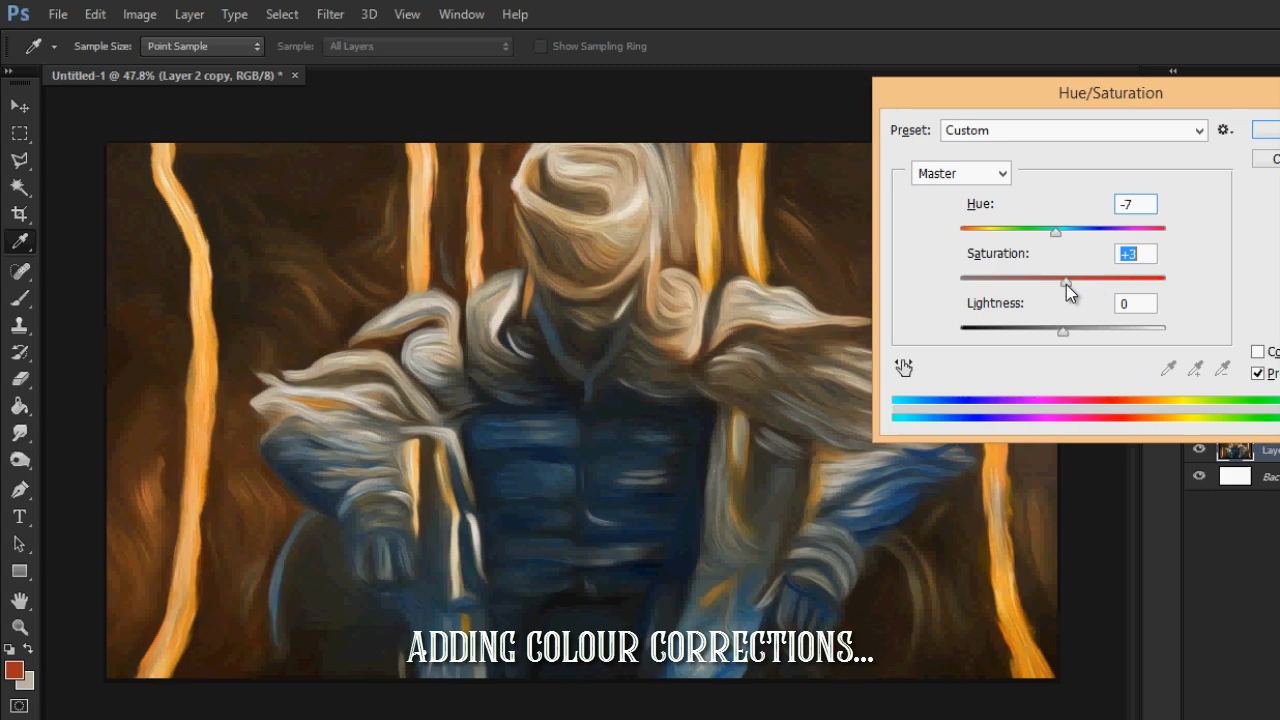 Ps File Edit Image Layer Type Select Filter 3D View Window Help
Sample Size: Point Sample Sample: All Layers Show Sampling Ring
Untitled-1 @ 47.8% (Layer 2 copy, RGB/8) * ×
Hue/Saturation
Preset: Custom
Master
Hue: -7
Saturation: +3
Lightness: 0
T
ADDING COLOUR CORRECTIONS...